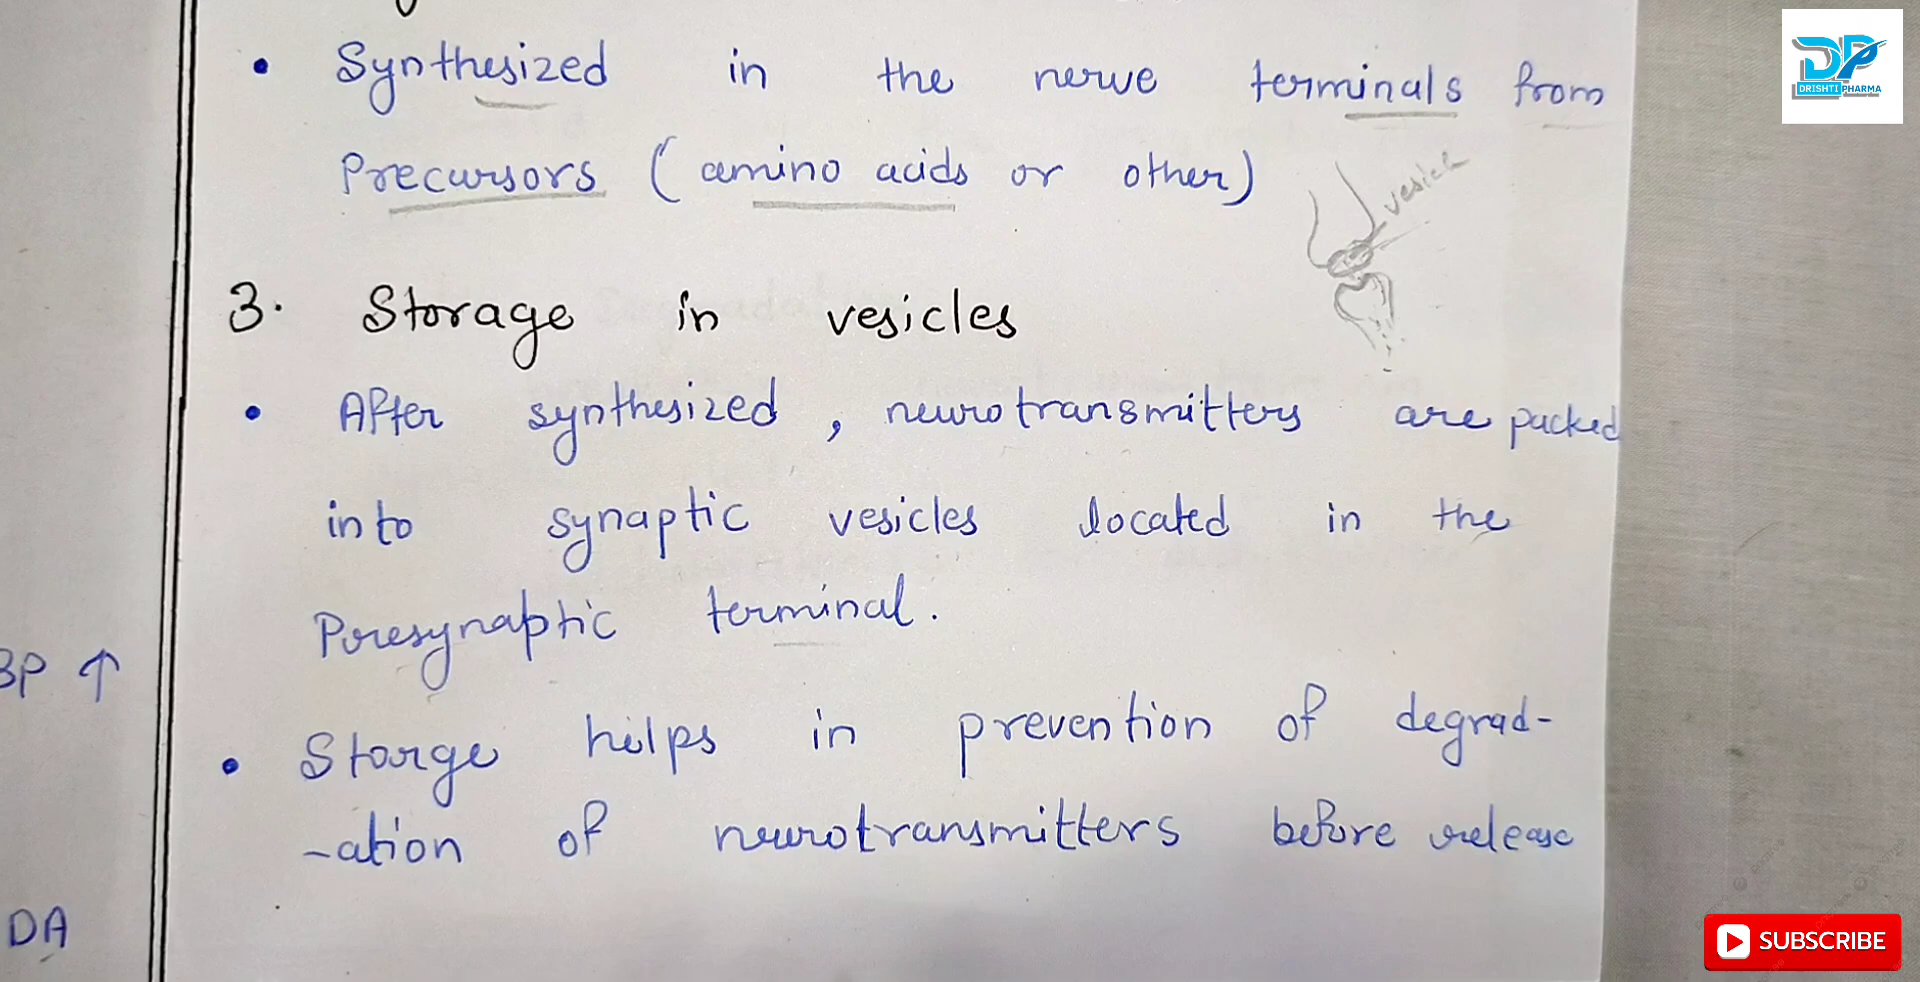 • Synthesized in the nerve terminals from
Precursors (amino acids or other)
vesicle
3. Storage in vesicles
• After synthesized, neurotransmitters are packed
into synaptic vesicles located in the
Presynaptic terminal.
• Storge helps in prevention of degrad-
-ation of neurotransmitters before release
BP ↑
DA
DP
DRISHTI PHARMA
SUBSCRIBE